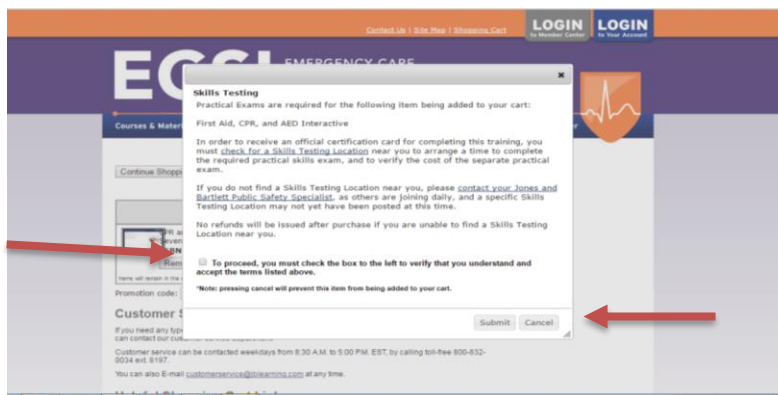 Contact Us | Site Map | Shopping Cart
LOGIN
to Member Center
LOGIN
to Your Account
EMERGENCY CARE
Courses & Materi
Continue Shoppi
Skills Testing
Practical Exams are required for the following item being added to your cart:
First Aid, CPR, and AED Interactive
In order to receive an official certification card for completing this training, you
must check for a Skills Testing Location near you to arrange a time to complete
the required practical skills exam, and to verify the cost of the separate practical
exam.
If you do not find a Skills Testing Location near you, please contact your Jones and
Bartlett Public Safety Specialist, as others are joining daily, and a specific Skills
Testing Location may not yet have been posted at this time.
No refunds will be issued after purchase if you are unable to find a Skills Testing
Location near you.
To proceed, you must check the box to the left to verify that you understand and
accept the terms listed above.
*Note: pressing cancel will prevent this item from being added to your cart.
Submit
Cancel
Promotion code:
Customer S
If you need any type
can contact our
Customer service can be contacted weekdays from 8:30 A.M. to 5:00 P.M. EST, by calling toll-free 800-832-
0034 ext. 8197.
You can also E-mail customerservice@jblearning.com at any time.